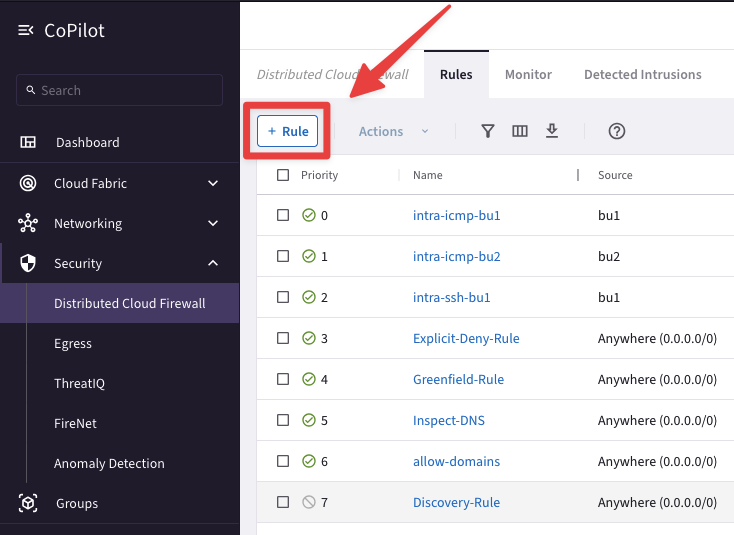 CoPilot
Search
Dashboard
Cloud Fabric
Networking
Security
Distributed Cloud Firewall
Egress
ThreatIQ
FireNet
Anomaly Detection
Groups
Distributed Cloud Firewall Rules Monitor Detected Intrusions
+ Rule Actions
Priority Name Source
0 intra-icmp-bu1 bu1
1 intra-icmp-bu2 bu2
2 intra-ssh-bu1 bu1
3 Explicit-Deny-Rule Anywhere (0.0.0.0/0)
4 Greenfield-Rule Anywhere (0.0.0.0/0)
5 Inspect-DNS Anywhere (0.0.0.0/0)
6 allow-domains Anywhere (0.0.0.0/0)
7 Discovery-Rule Anywhere (0.0.0.0/0)